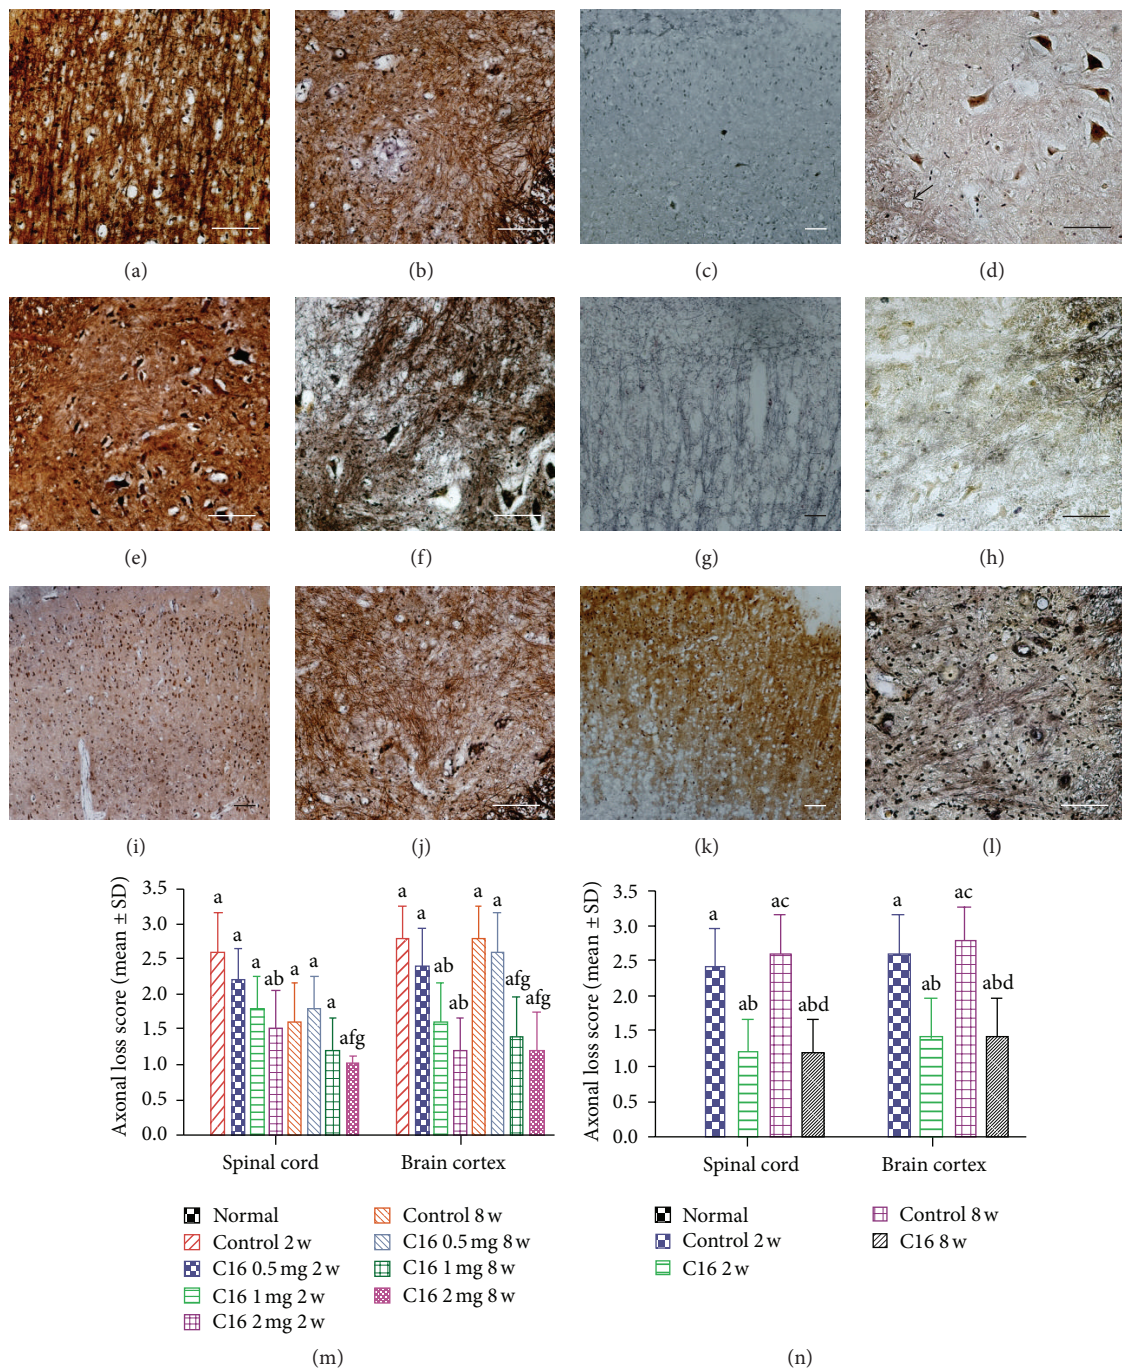 (a) (b) (c) (d)
(e) (f) (g) (h)
(i) (j) (k) (l)
Axonal loss score (mean ± SD)
3.5
3.0
2.5
2.0
1.5
1.0
0.5
0.0
a a a ab a a a afg
a a ab ab a a afg afg
Spinal cord Brain cortex
Normal
Control 2 w
C16 0.5 mg 2 w
C16 1 mg 2 w
C16 2 mg 2 w
Control 8 w
C16 0.5 mg 8 w
C16 1 mg 8 w
C16 2 mg 8 w
(m)
Axonal loss score (mean ± SD)
3.5
3.0
2.5
2.0
1.5
1.0
0.5
0.0
a ab ac abd
a ab ac abd
Spinal cord Brain cortex
Normal
Control 2 w
C16 2 w
Control 8 w
C16 8 w
(n)